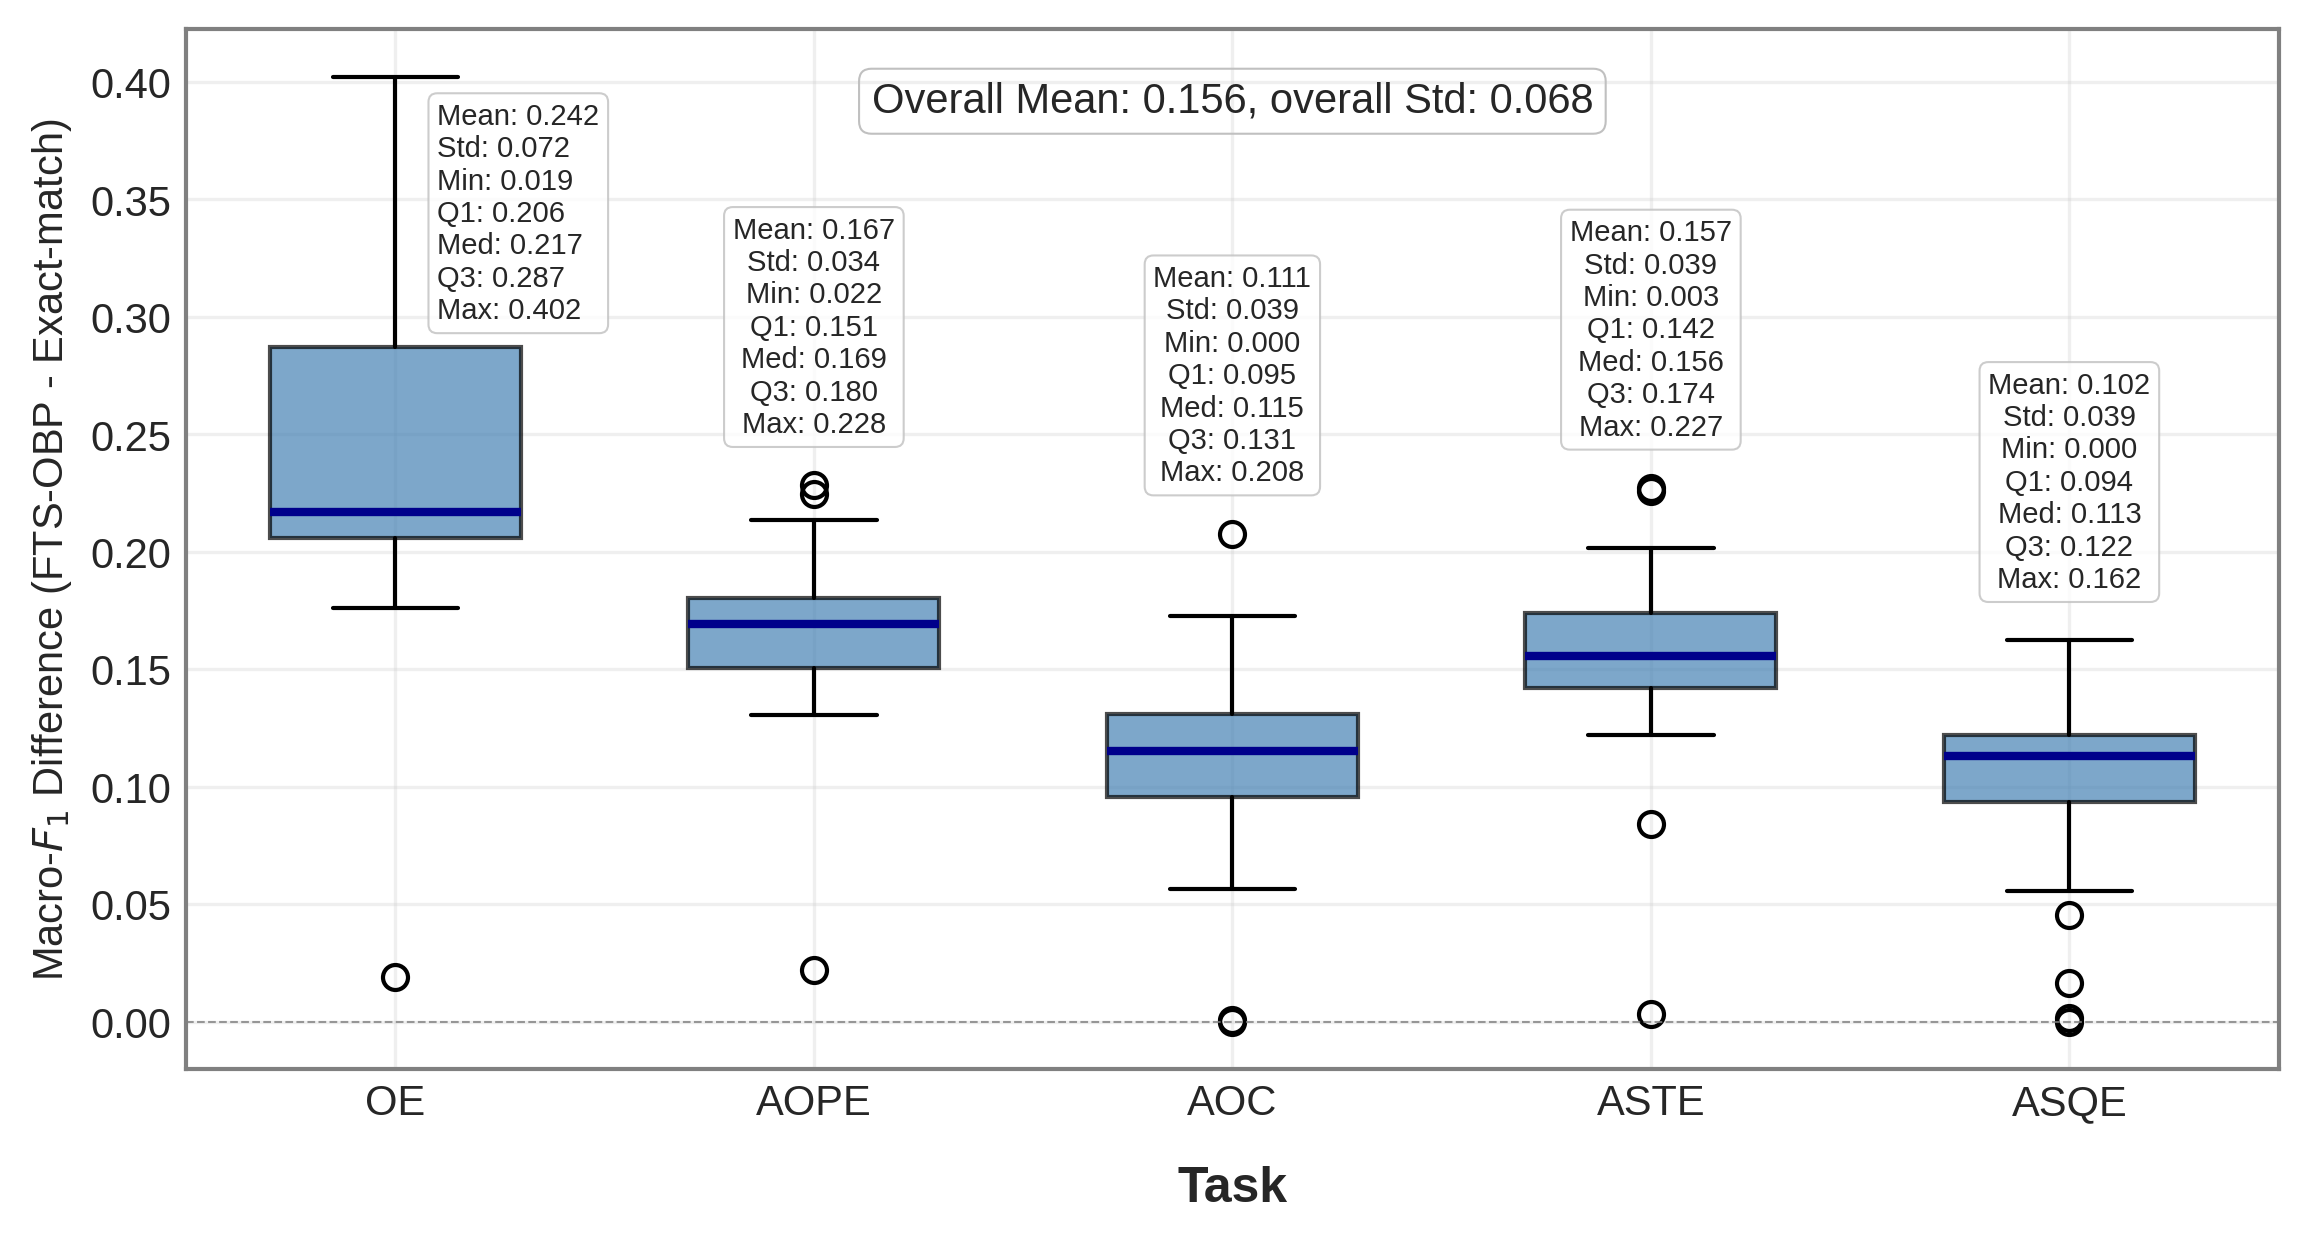 Macro-F1 Difference (FTS-OBP - Exact-match)
0.40
0.35
0.30
0.25
0.20
0.15
0.10
0.05
0.00
Overall Mean: 0.156, overall Std: 0.068
Mean: 0.242
Std: 0.072
Min: 0.019
Q1: 0.206
Med: 0.217
Q3: 0.287
Max: 0.402
Mean: 0.167
Std: 0.034
Min: 0.022
Q1: 0.151
Med: 0.169
Q3: 0.180
Max: 0.228
Mean: 0.111
Std: 0.039
Min: 0.000
Q1: 0.095
Med: 0.115
Q3: 0.131
Max: 0.208
Mean: 0.157
Std: 0.039
Min: 0.003
Q1: 0.142
Med: 0.156
Q3: 0.174
Max: 0.227
Mean: 0.102
Std: 0.039
Min: 0.000
Q1: 0.094
Med: 0.113
Q3: 0.122
Max: 0.162
OE
AOPE
AOC
ASTE
ASQE
Task